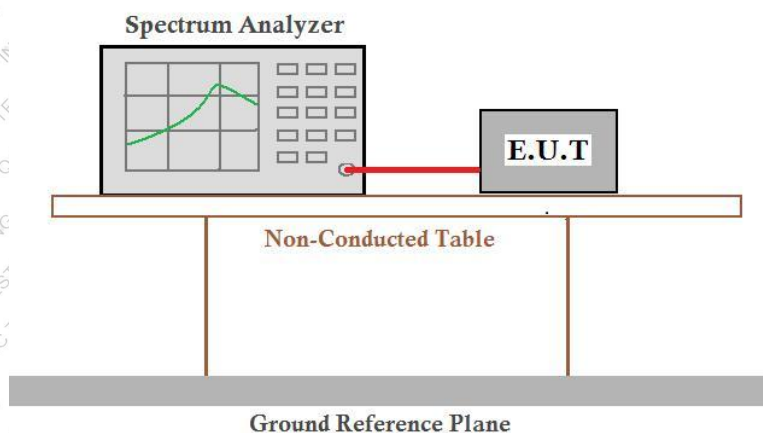 Spectrum Analyzer
E.U.T
Non-Conducted Table
Ground Reference Plane